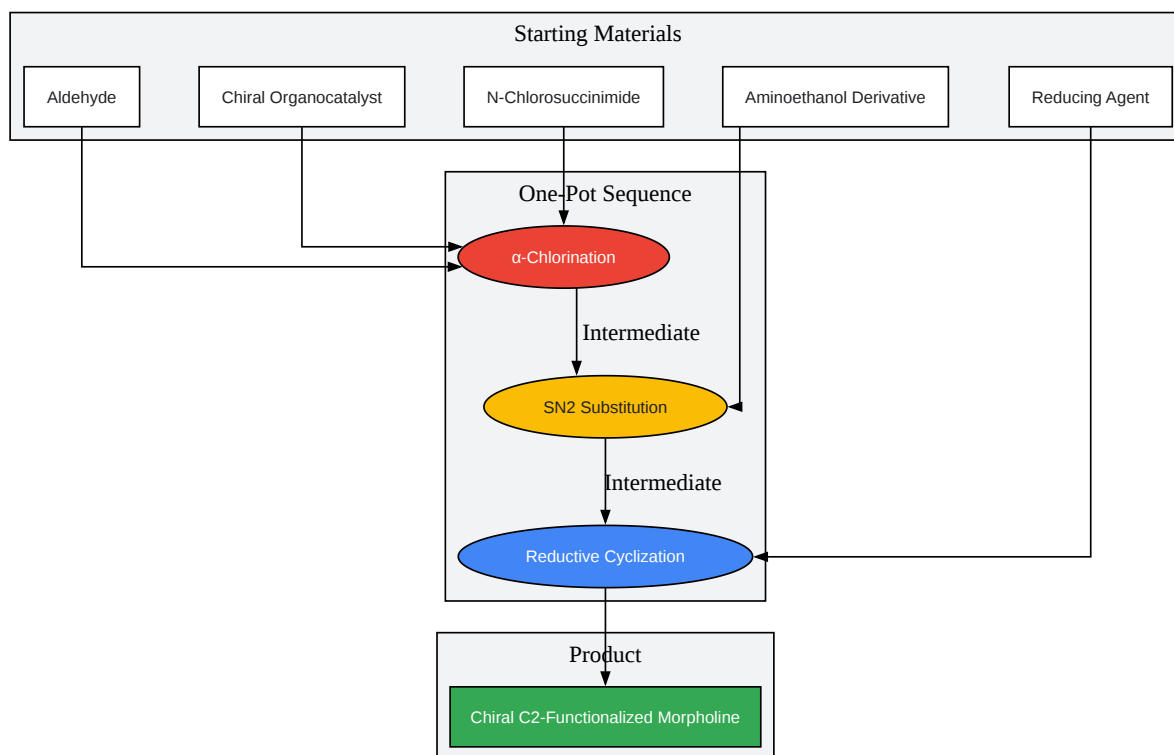 Starting Materials
Aldehyde
Chiral Organocatalyst
N-Chlorosuccinimide
Aminoethanol Derivative
Reducing Agent
One-Pot Sequence
α-Chlorination
Intermediate
SN2 Substitution
Intermediate
Reductive Cyclization
Product
Chiral C2-Functionalized Morpholine